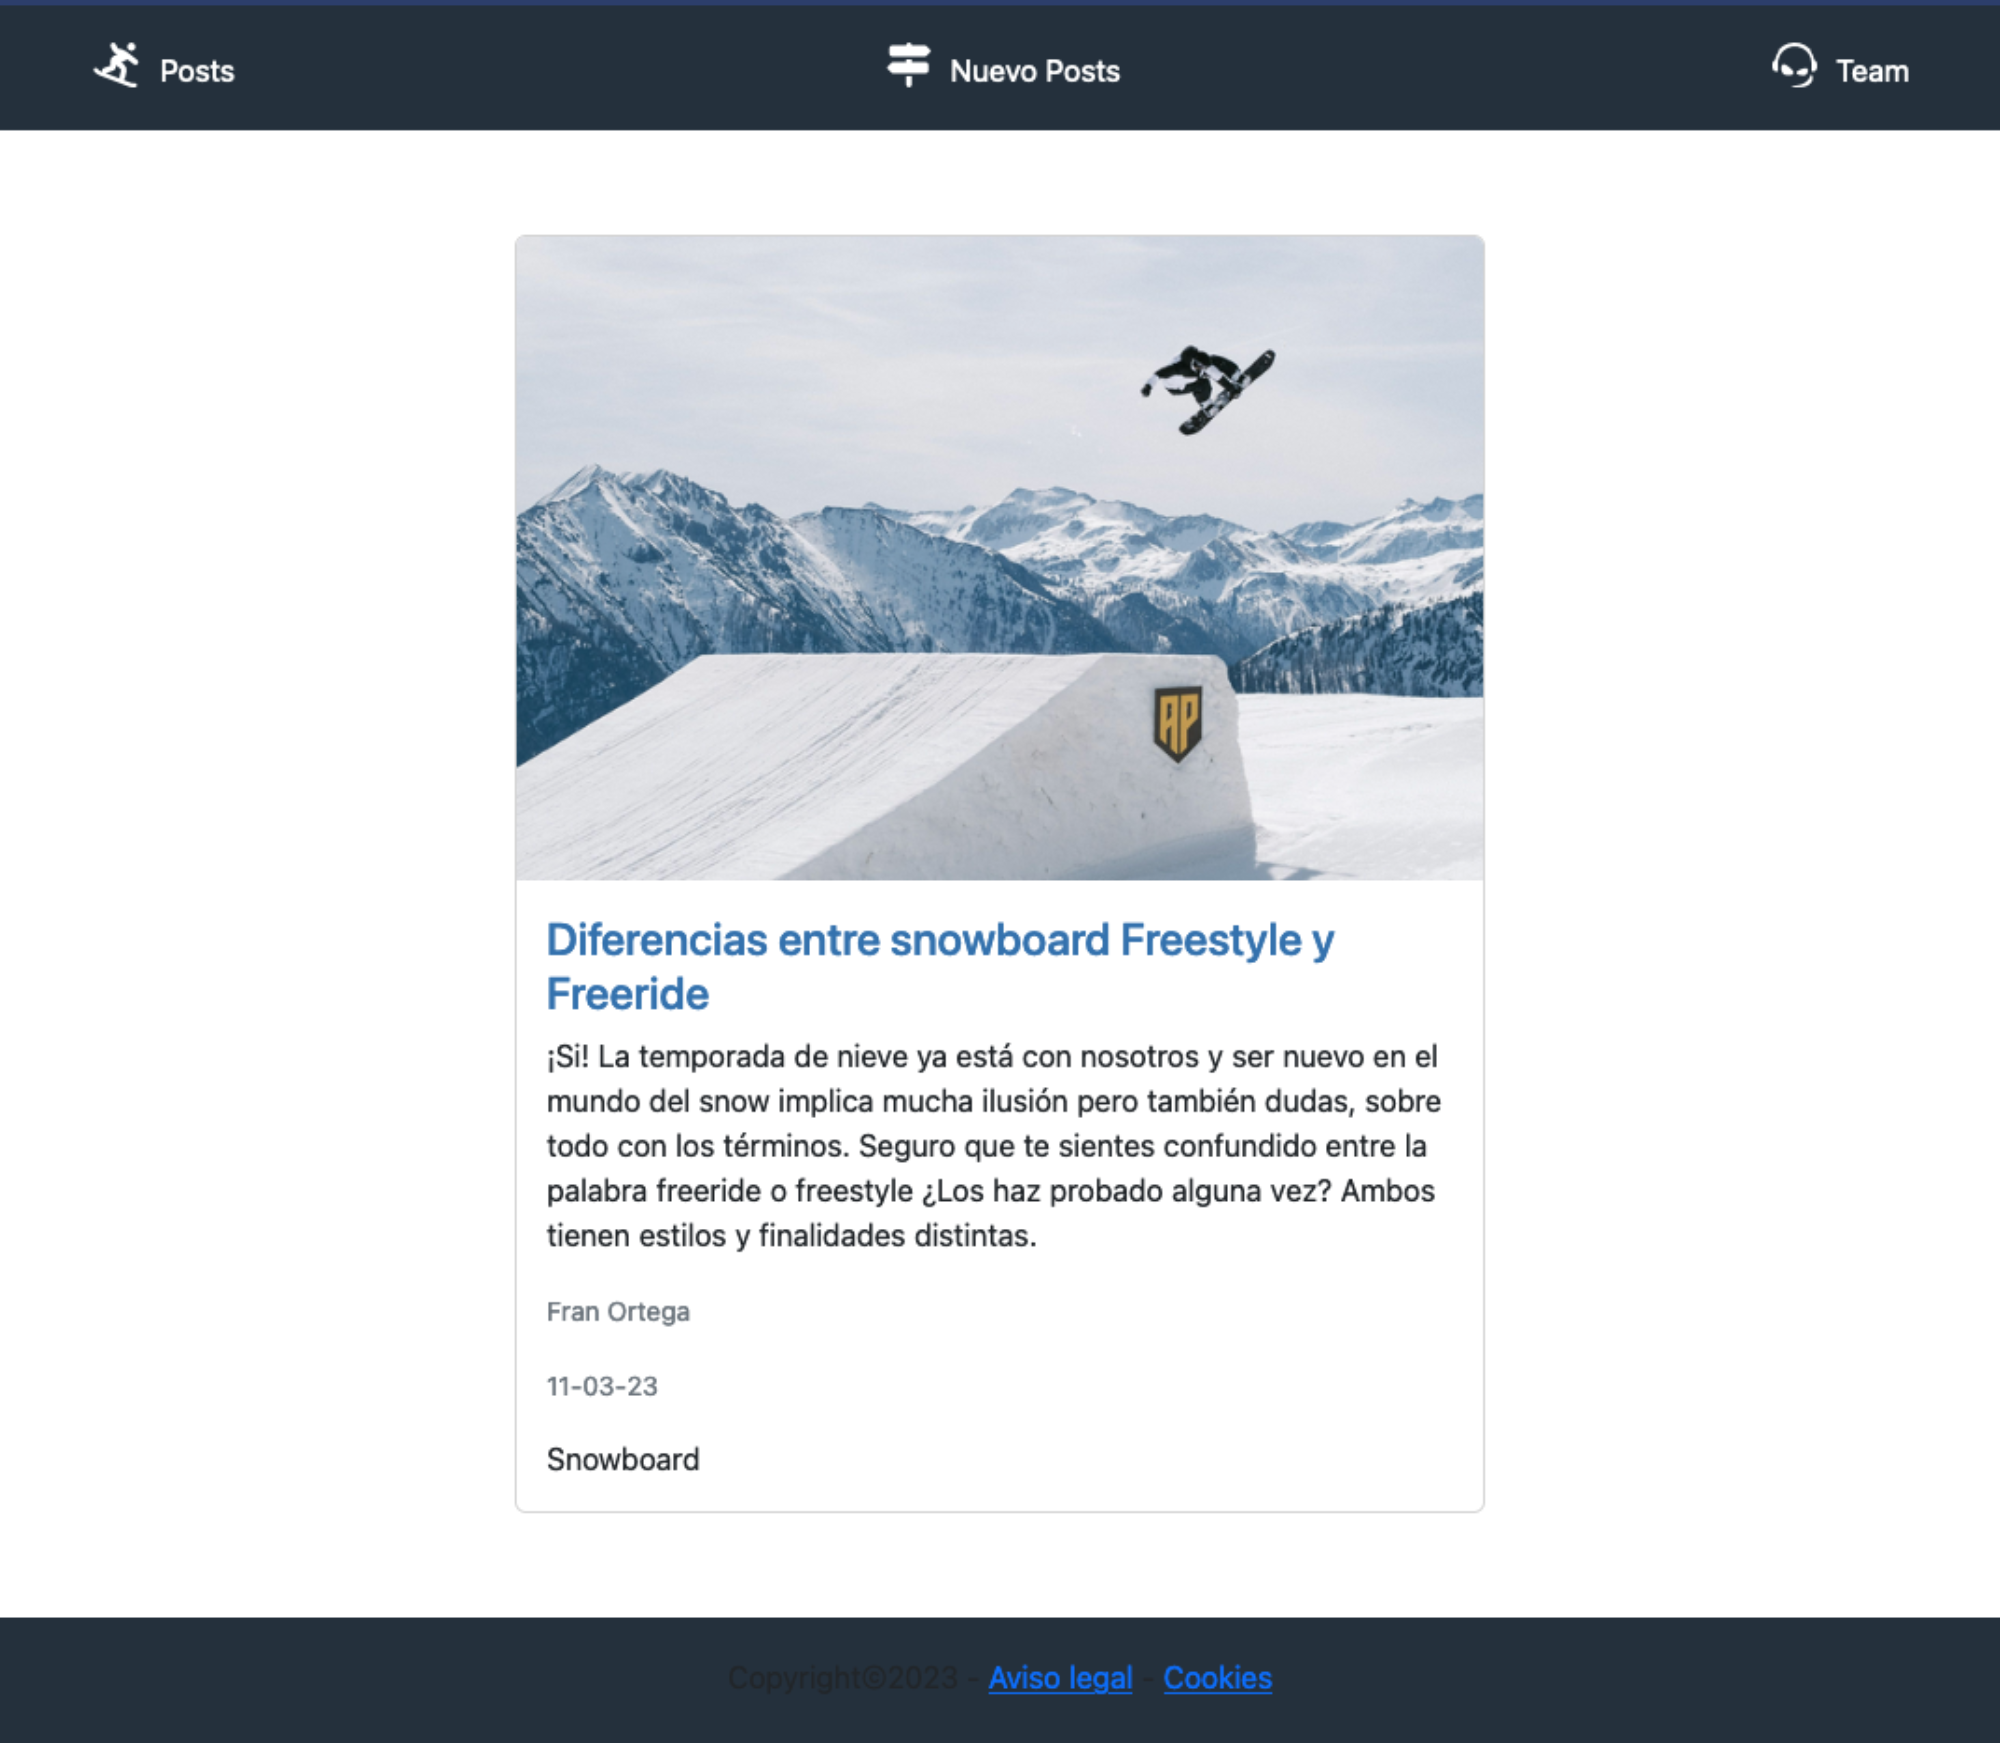 Posts
Nuevo Posts
Team
AP
Diferencias entre snowboard Freestyle y
Freeride
¡Si! La temporada de nieve ya está con nosotros y ser nuevo en el
mundo del snow implica mucha ilusión pero también dudas, sobre
todo con los términos. Seguro que te sientes confundido entre la
palabra freeride o freestyle ¿Los haz probado alguna vez? Ambos
tienen estilos y finalidades distintas.
Fran Ortega
11-03-23
Snowboard
Copyright©2023 - Aviso legal - Cookies